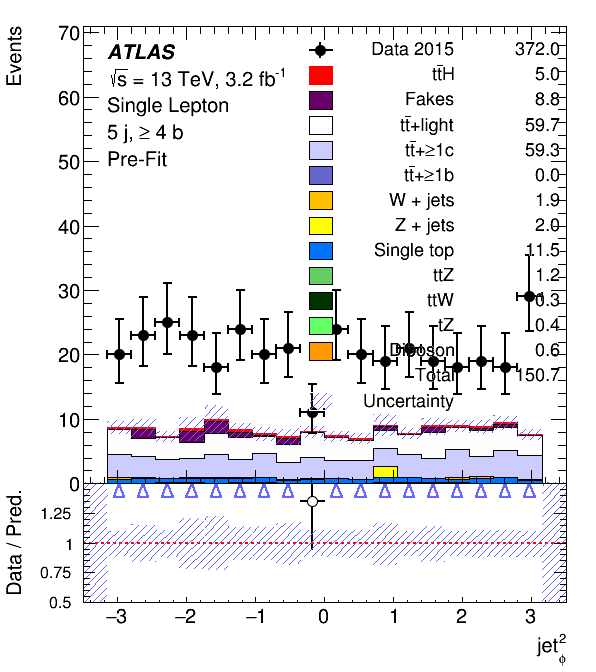 Events
70
60
50
40
30
20
10
0
ATLAS
√s = 13 TeV, 3.2 fb⁻¹
Single Lepton
5 j, ≥ 4 b
Pre-Fit
Data 2015 372.0
tt̄H 5.0
Fakes 8.8
tt̄+light 59.7
tt̄+≥1c 59.3
tt̄+≥1b 0.0
W + jets 1.9
Z + jets 2.0
Single top 11.5
ttZ 1.2
ttW 0.3
tZ 0.4
Diboson 0.6
Total 150.7
Uncertainty
Data / Pred.
1.25
1
0.75
0.5
−3 −2 −1 0 1 2 3
jet²ϕ